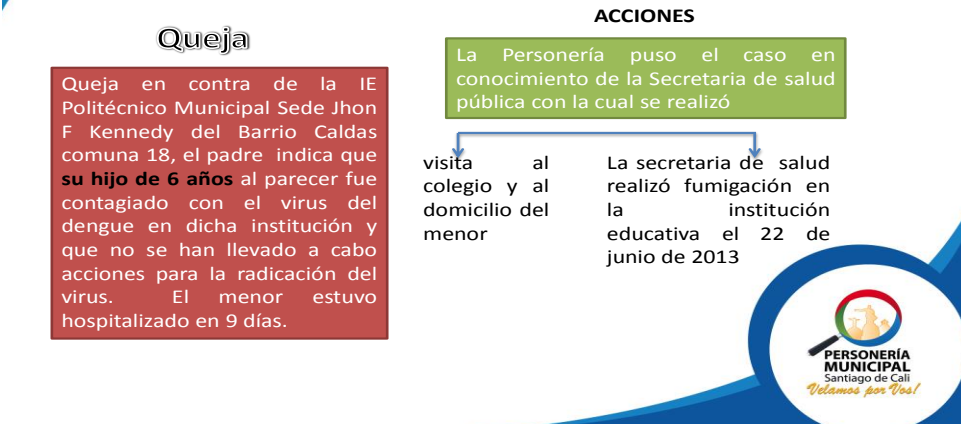 Queja
Queja en contra de la IE
Politécnico Municipal Sede Jhon
F Kennedy del Barrio Caldas
comuna 18, el padre indica que
su hijo de 6 años al parecer fue
contagiado con el virus del
dengue en dicha institución y
que no se han llevado a cabo
acciones para la radicación del
virus. El menor estuvo
hospitalizado en 9 días.
ACCIONES
La Personería puso el caso en
conocimiento de la Secretaria de salud
pública con la cual se realizó
visita al
colegio y al
domicilio del
menor
La secretaria de salud
realizó fumigación en
la institución
educativa el 22 de
junio de 2013
PERSONERÍA
MUNICIPAL
Santiago de Cali
Velamos por Vos!